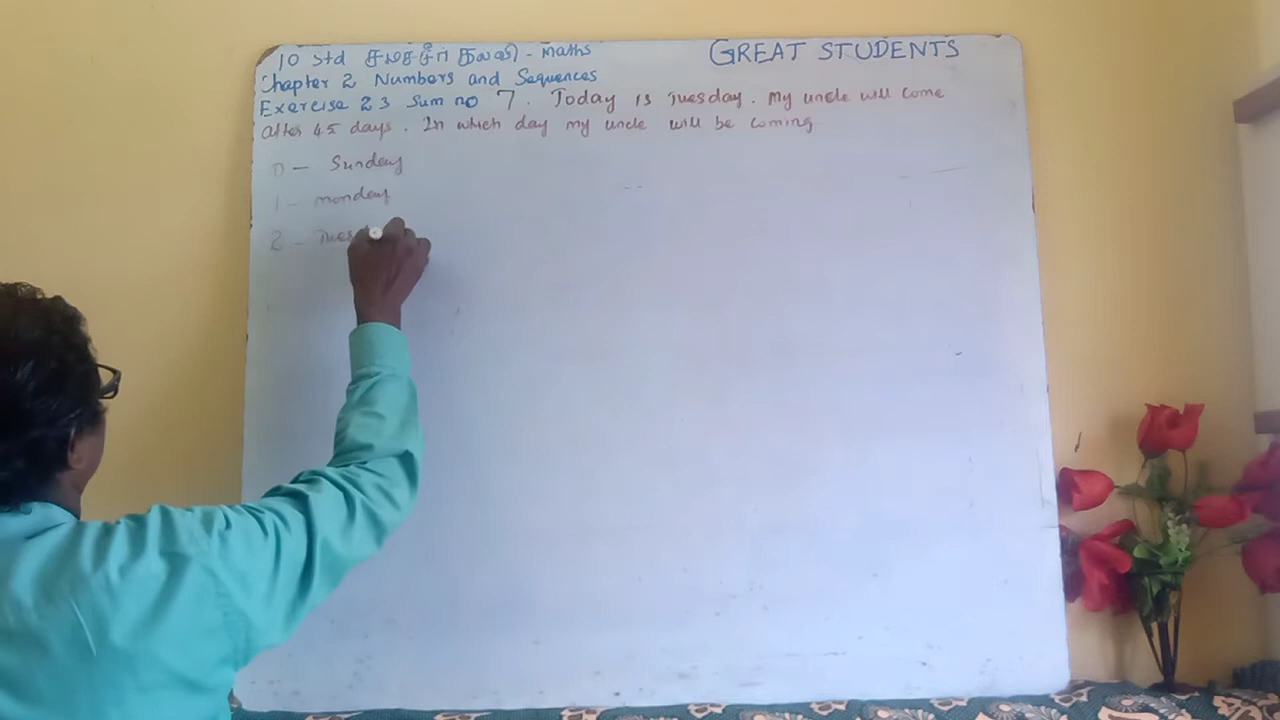 10 Std சமச்சீர் கல்வி - Maths
GREAT STUDENTS
Chapter 2 Numbers and Sequences
Exercise 2.3 Sum no 7. Today is Tuesday. My uncle will come
after 45 days. In which day my uncle will be coming
0 - Sunday
1 - monday
2 - Tues